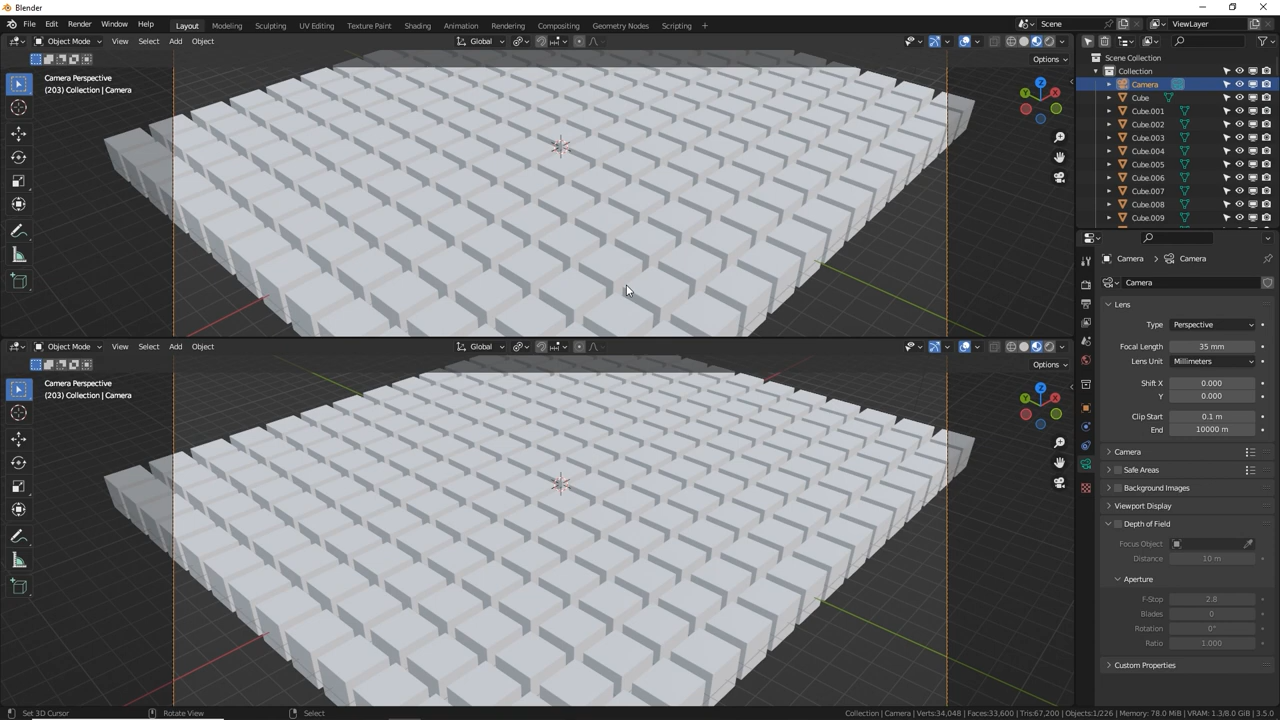 Blender
File Edit Render Window Help Layout Modeling Sculpting UV Editing Texture Paint Shading Animation Rendering Compositing Geometry Nodes Scripting + Scene ViewLayer
Object Mode View Select Add Object Global
Options
Camera Perspective
(203) Collection | Camera
Z
Y
X
Object Mode View Select Add Object Global
Options
Camera Perspective
(203) Collection | Camera
Z
Y
X
Scene Collection
Collection
Camera
Cube
Cube.001
Cube.002
Cube.003
Cube.004
Cube.005
Cube.006
Cube.007
Cube.008
Cube.009
Camera > Camera
Camera
Lens
Type Perspective
Focal Length 35 mm
Lens Unit Millimeters
Shift X 0.000
Y 0.000
Clip Start 0.1 m
End 10000 m
Camera
Safe Areas
Background Images
Viewport Display
Depth of Field
Focus Object
Distance 10 m
Aperture
F-Stop 2.8
Blades 0
Rotation 0°
Ratio 1.000
Custom Properties
Set 3D Cursor Rotate View Select Collection | Camera | Verts:34,048 | Faces:33,600 | Tris:67,200 | Objects:1/226 | Memory: 78.0 MiB | VRAM: 1.3/8.0 GiB | 3.5.0